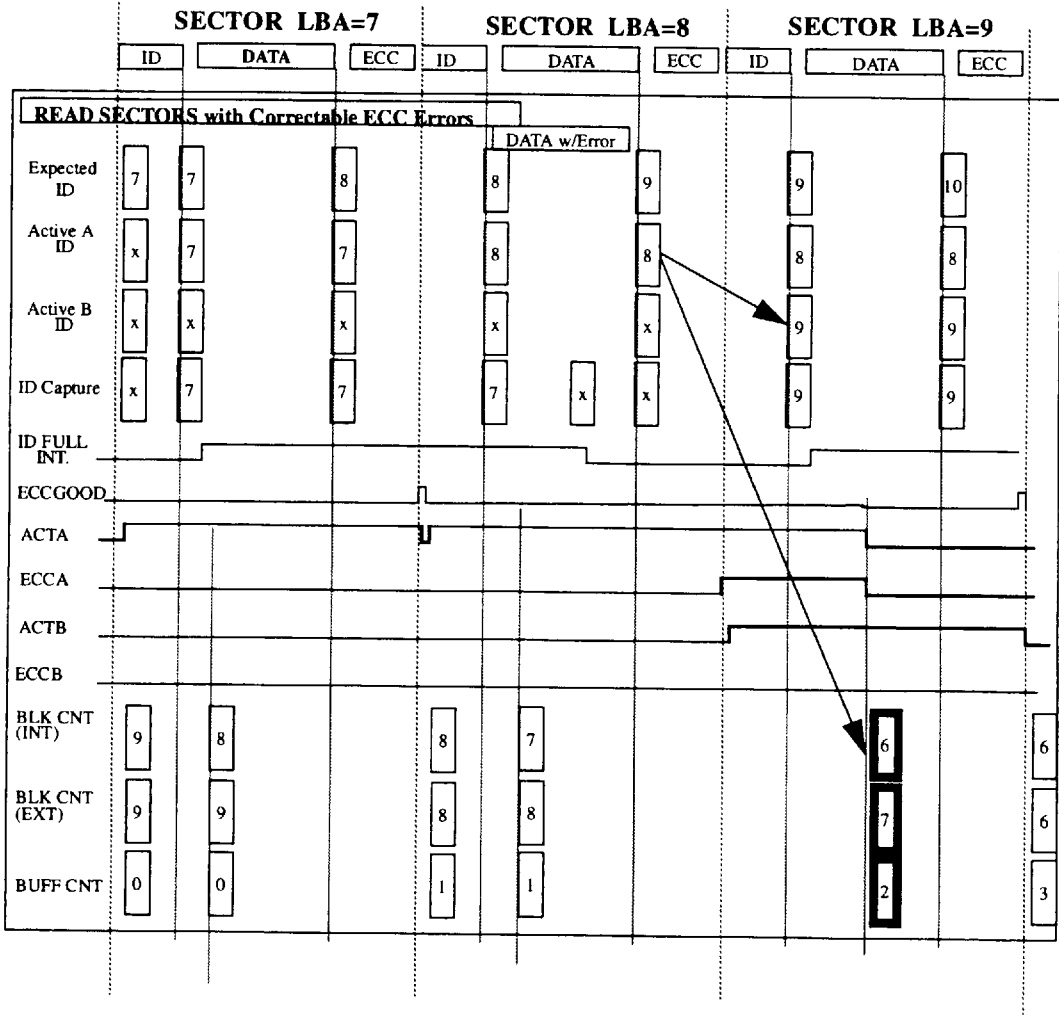 SECTOR LBA=7 SECTOR LBA=8 SECTOR LBA=9
ID DATA ECC ID DATA ECC ID DATA ECC
READ SECTORS with Correctable ECC Errors
DATA w/Error
Expected
ID
7 7 8 8 9 9 10
Active A
ID
x 7 7 8 8 8 8
Active B
ID
x x x x x 9 9
ID Capture
x 7 7 7 x x 9 9
ID FULL
INT.
ECCGOOD
ACTA
ECCA
ACTB
ECCB
BLK CNT
(INT)
9 8 8 7 6 6
BLK CNT
(EXT)
9 9 8 8 7 6
BUFF CNT
0 0 1 1 2 3